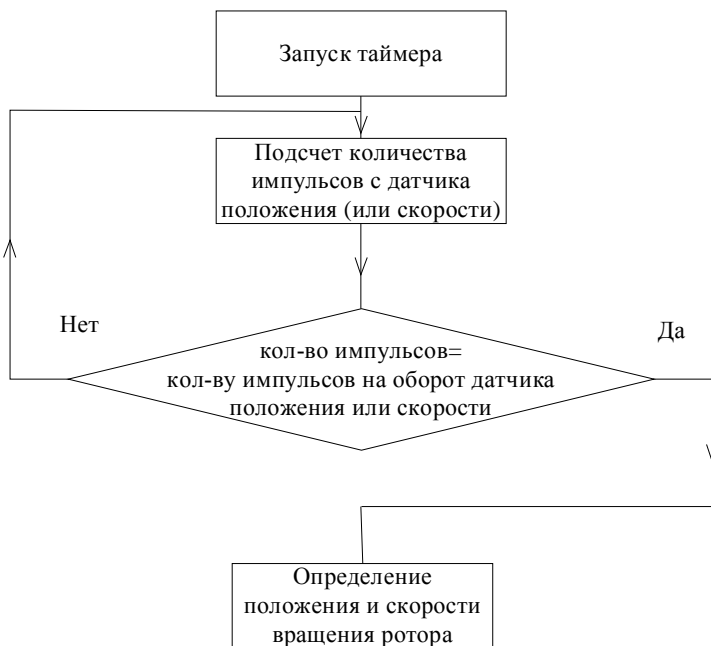 Запуск таймера
Подсчет количества
импульсов с датчика
положения (или скорости)
Нет
Да
кол-во импульсов=
кол-ву импульсов на оборот датчика
положения или скорости
Определение
положения и скорости
вращения ротора